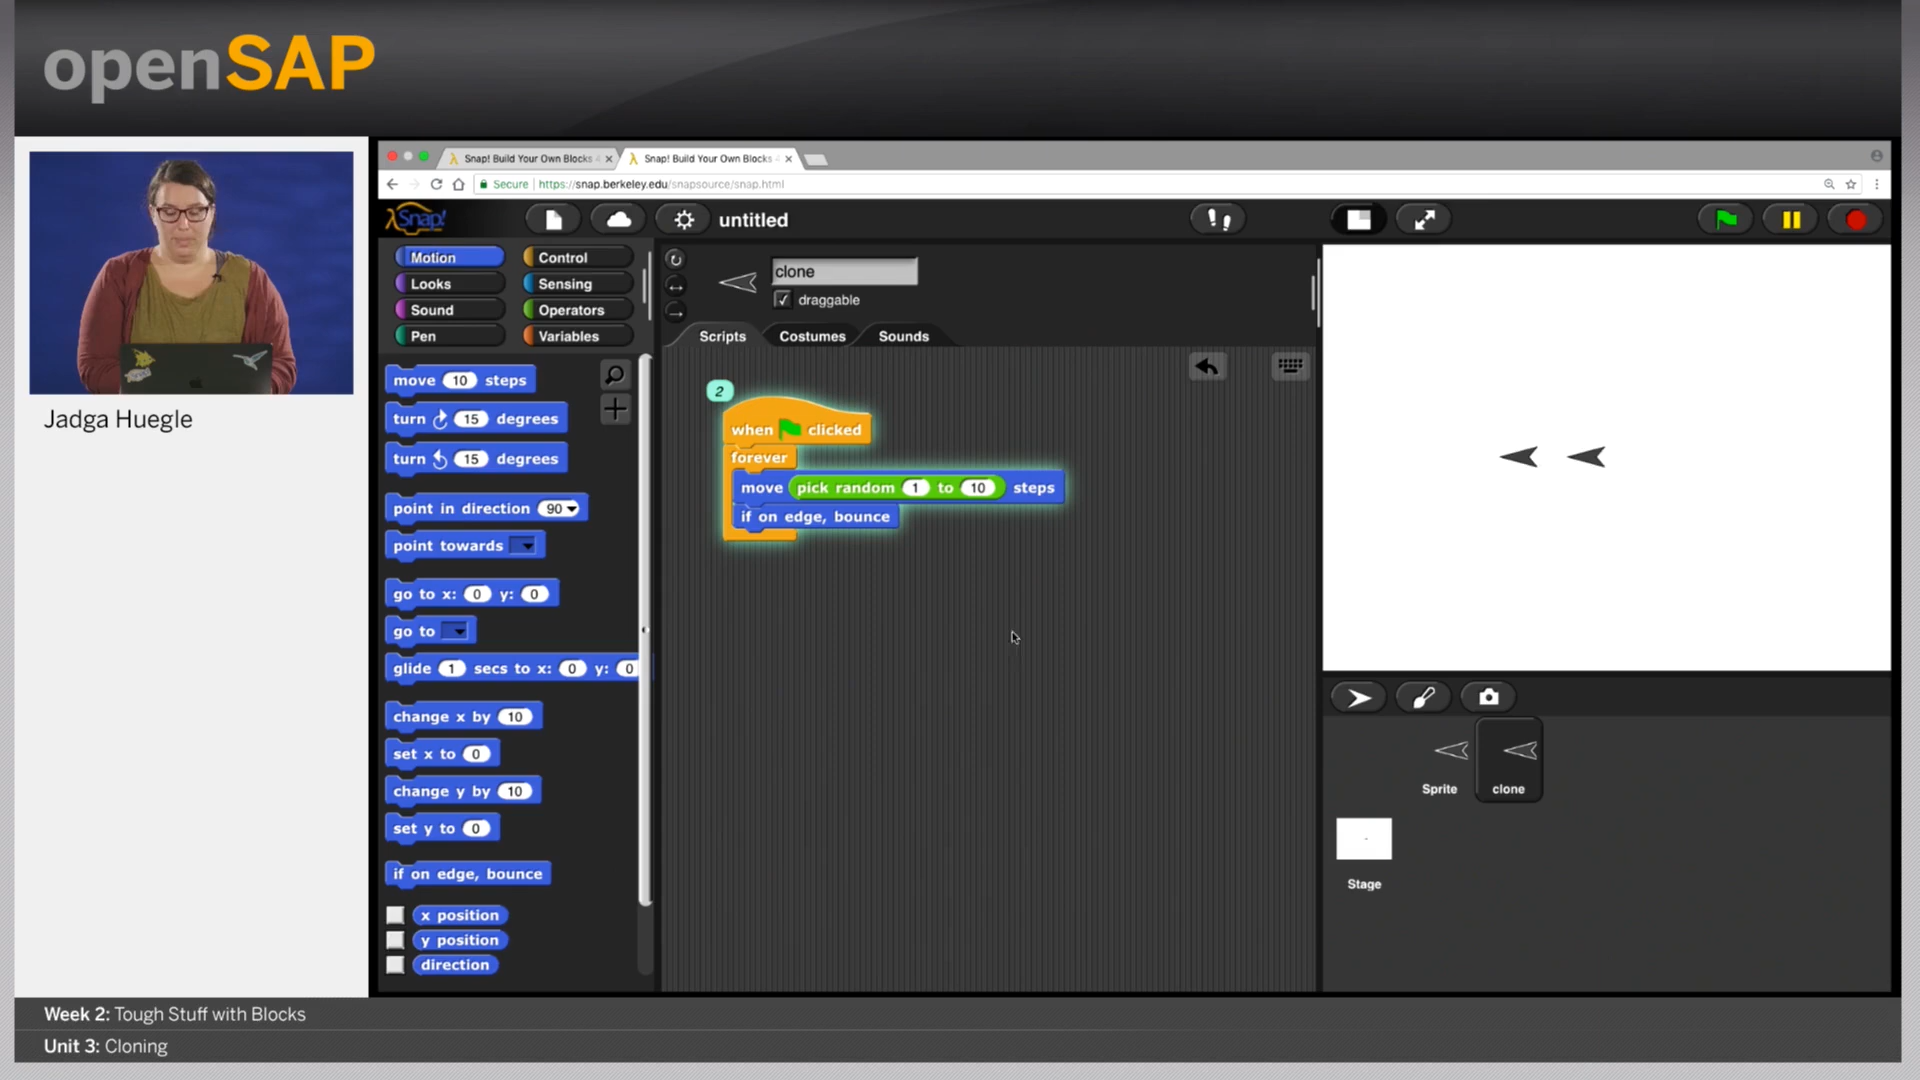 openSAP
Jadga Huegle
Snap! Build Your Own Blocks
Snap! Build Your Own Blocks
Secure | https://snap.berkeley.edu/snapsource/snap.html
Snap!
untitled
Motion
Control
Looks
Sensing
Sound
Operators
Pen
Variables
clone
draggable
Scripts
Costumes
Sounds
move 10 steps
turn 15 degrees
turn 15 degrees
point in direction 90
point towards
go to x: 0 y: 0
go to
glide 1 secs to x: 0 y: 0
change x by 10
set x to 0
change y by 10
set y to 0
if on edge, bounce
x position
y position
direction
2
when clicked
forever
move pick random 1 to 10 steps
if on edge, bounce
Sprite
clone
Stage
Week 2: Tough Stuff with Blocks
Unit 3: Cloning